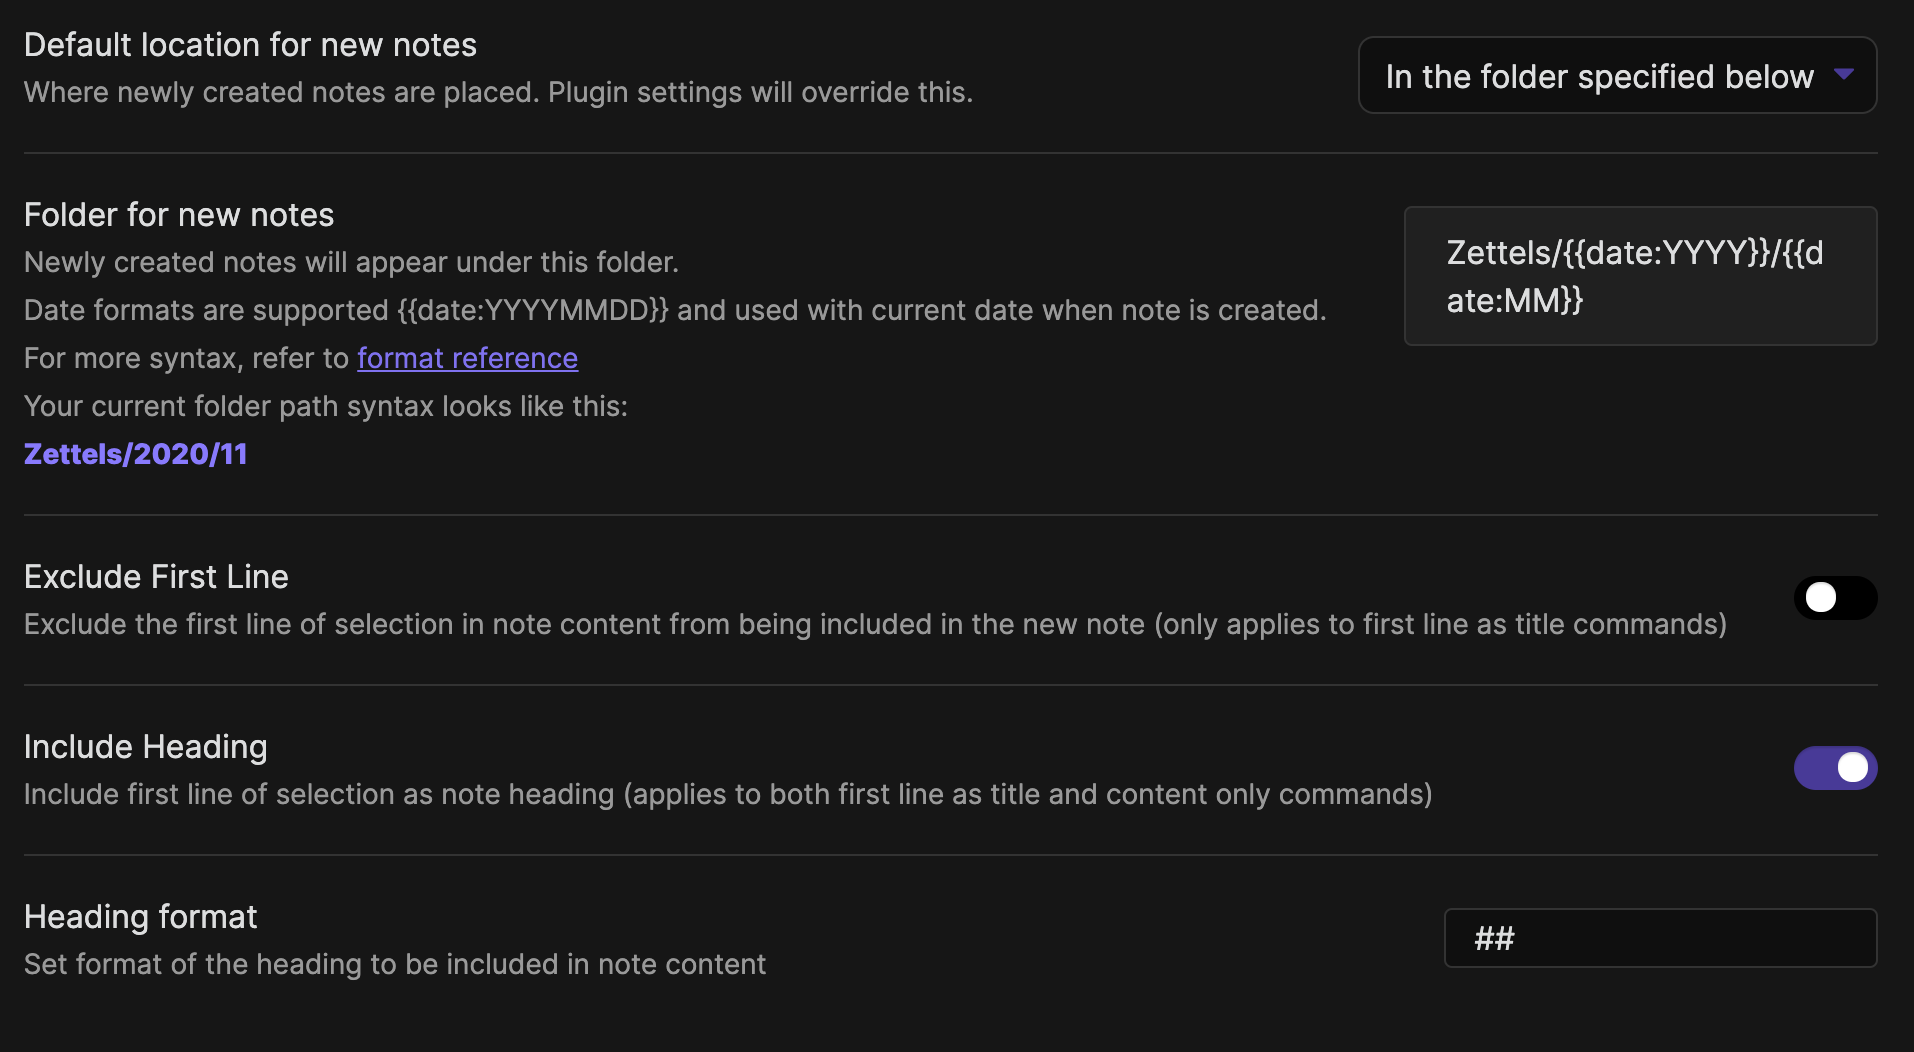 Default location for new notes
Where newly created notes are placed. Plugin settings will override this.
In the folder specified below
Folder for new notes
Newly created notes will appear under this folder.
Date formats are supported {{date:YYYYMMDD}} and used with current date when note is created.
For more syntax, refer to format reference
Your current folder path syntax looks like this:
Zettels/2020/11
Zettels/{{date:YYYY}}/{{d
ate:MM}}
Exclude First Line
Exclude the first line of selection in note content from being included in the new note (only applies to first line as title commands)
Include Heading
Include first line of selection as note heading (applies to both first line as title and content only commands)
Heading format
Set format of the heading to be included in note content
##